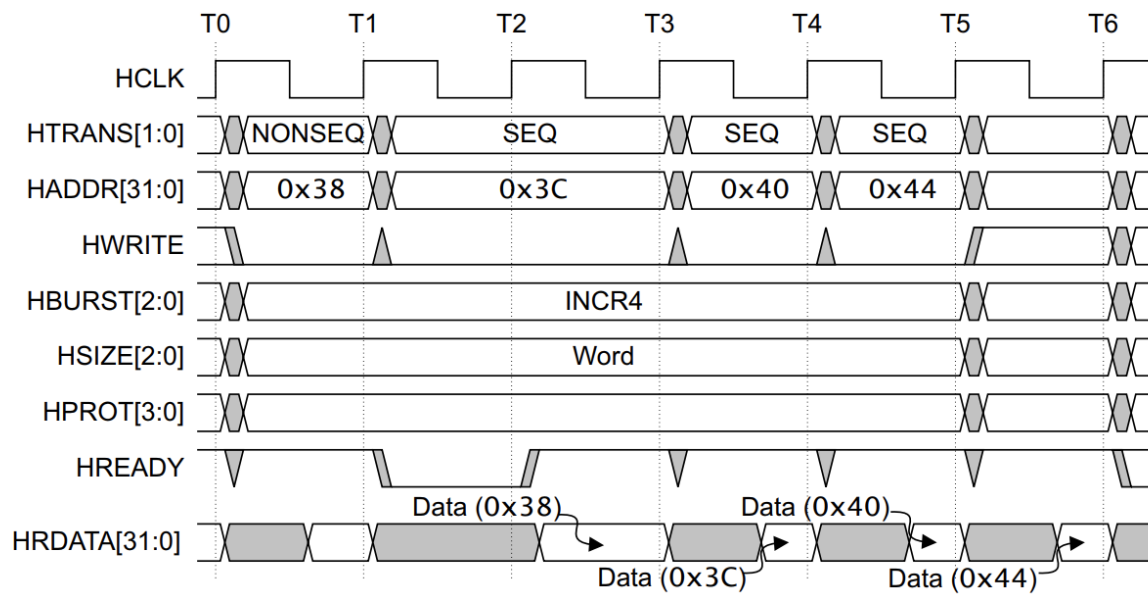 T0 T1 T2 T3 T4 T5 T6
HCLK
HTRANS[1:0] NONSEQ SEQ SEQ SEQ
HADDR[31:0] 0x38 0x3C 0x40 0x44
HWRITE
HBURST[2:0] INCR4
HSIZE[2:0] Word
HPROT[3:0]
HREADY
Data (0x38) Data (0x40)
HRDATA[31:0]
Data (0x3C) Data (0x44)